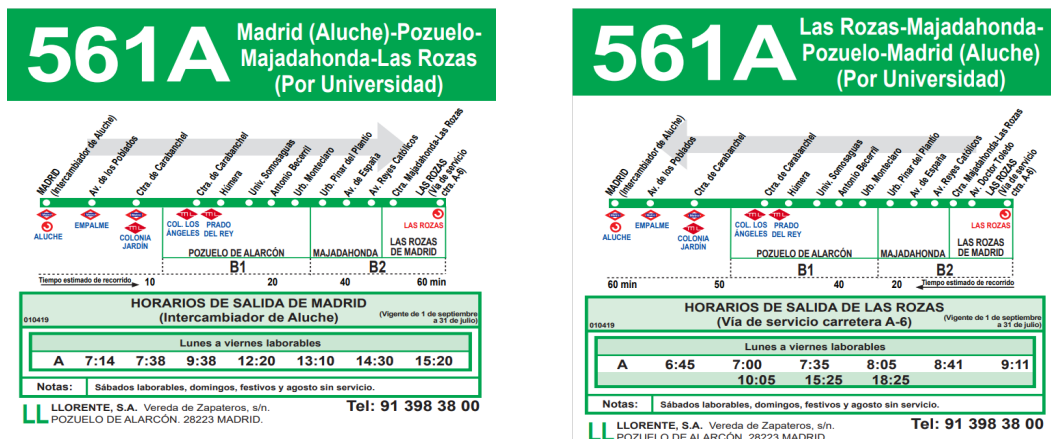 561A
Madrid (Aluche)-Pozuelo-
Majadahonda-Las Rozas
(Por Universidad)
MADRID
(Intercambiador de Aluche)
Av. de los Poblados
Ctra. de Carabanchel
Ctra. de Carabanchel
Húmera
Univ. Somosaguas
Antonio Becerril
Urb. Monteclaro
Urb. Pinar del Plantío
Av. de España
Av. Reyes Católicos
Ctra. Majadahonda-Las Rozas
LAS ROZAS
(Vía de servicio
ctra. A-6)
ALUCHE
EMPALME
COLONIA
JARDÍN
COL. LOS
ÁNGELES
PRADO
DEL REY
LAS ROZAS
POZUELO DE ALARCÓN
MAJADAHONDA
LAS ROZAS
DE MADRID
B1
B2
Tiempo estimado de recorrido
10
20
40
60 min
010419
HORARIOS DE SALIDA DE MADRID
(Intercambiador de Aluche)
(Vigente de 1 de septiembre
a 31 de julio)
Lunes a viernes laborables
A 7:14 7:38 9:38 12:20 13:10 14:30 15:20
Notas: Sábados laborables, domingos, festivos y agosto sin servicio.
LL
LLORENTE, S.A. Vereda de Zapateros, s/n.
POZUELO DE ALARCÓN. 28223 MADRID.
Tel: 91 398 38 00
561A
Las Rozas-Majadahonda-
Pozuelo-Madrid (Aluche)
(Por Universidad)
MADRID
(Intercambiador de Aluche)
Av. de los Poblados
Ctra. de Carabanchel
Ctra. de Carabanchel
Húmera
Univ. Somosaguas
Antonio Becerril
Urb. Monteclaro
Urb. Pinar del Plantío
Av. de España
Av. Reyes Católicos
Ctra. Majadahonda-Las Rozas
Av. Doctor Toledo
LAS ROZAS
(Vía de servicio
ctra. A-6)
ALUCHE
EMPALME
COLONIA
JARDÍN
COL. LOS
ÁNGELES
PRADO
DEL REY
LAS ROZAS
POZUELO DE ALARCÓN
MAJADAHONDA
LAS ROZAS
DE MADRID
B1
B2
60 min
50
40
20
Tiempo estimado de recorrido
010419
HORARIOS DE SALIDA DE LAS ROZAS
(Vía de servicio carretera A-6)
(Vigente de 1 de septiembre
a 31 de julio)
Lunes a viernes laborables
A 6:45 7:00 7:35 8:05 8:41 9:11
10:05 15:25 18:25
Notas: Sábados laborables, domingos, festivos y agosto sin servicio.
LL
LLORENTE, S.A. Vereda de Zapateros, s/n.
POZUELO DE ALARCÓN. 28223 MADRID.
Tel: 91 398 38 00